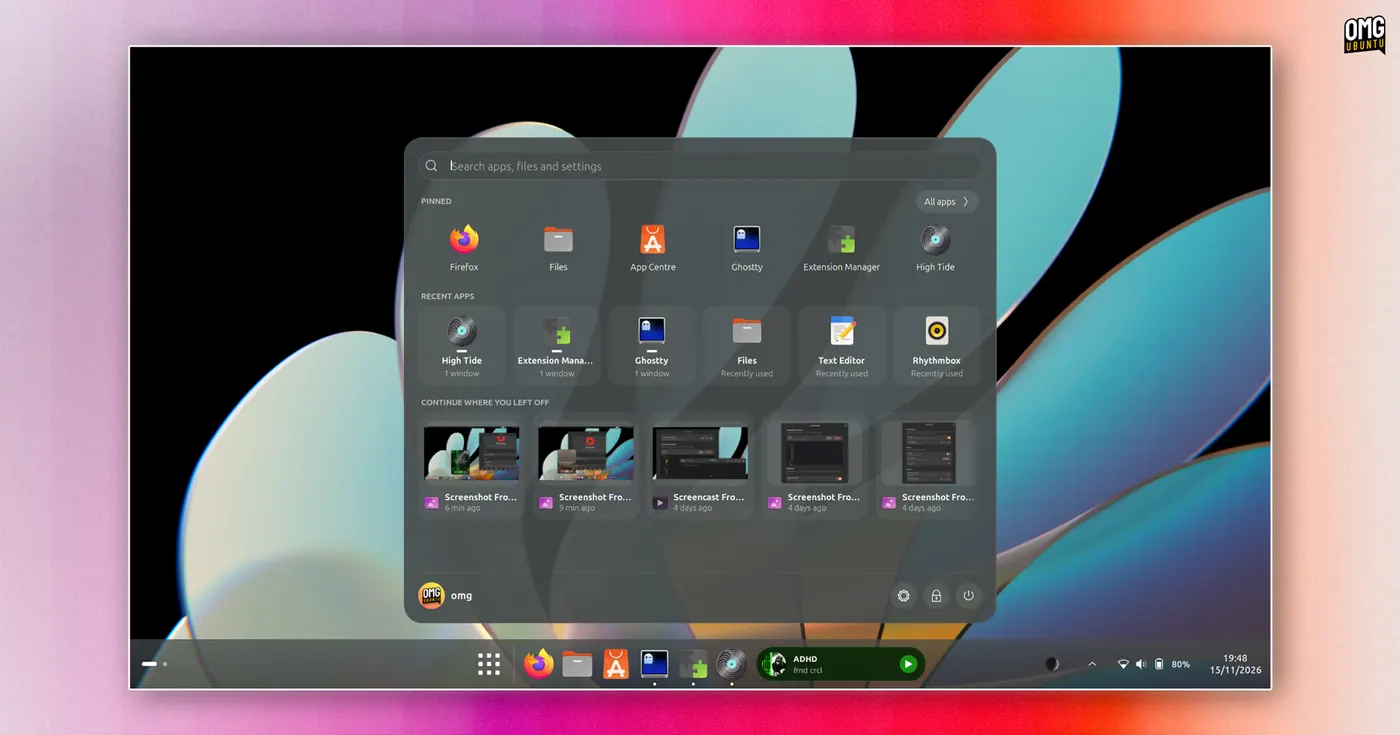 OMG
UBUNTU
Search apps, files and settings
PINNED
All apps
Firefox
Files
App Centre
Ghostty
Extension Manager
High Tide
RECENT APPS
High Tide
1 window
Extension Mana...
1 window
Ghostty
1 window
Files
Recently used
Text Editor
Recently used
Rhythmbox
Recently used
CONTINUE WHERE YOU LEFT OFF
Screenshot Fro...
6 min ago
Screenshot Fro...
9 min ago
Screencast Fro...
4 days ago
Screenshot Fro...
4 days ago
Screenshot Fro...
4 days ago
OMG
UBUNTU
omg
ADHD
frnd crcl
80%
19:48
15/11/2026